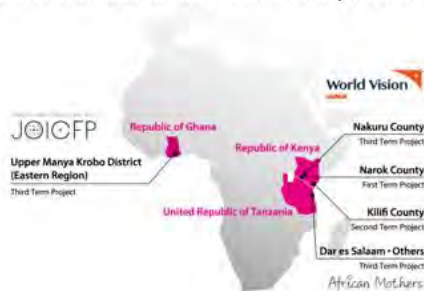 World Vision
JOICFP
Republic of Ghana
Upper Manya Krobo District
(Eastern Region)
Third Term Project
Republic of Kenya
United Republic of Tanzania
Nakuru County
Third Term Project
Narok County
First Term Project
Kilifi County
Second Term Project
Dar es Salaam • Others
Third Term Project
African Mothers